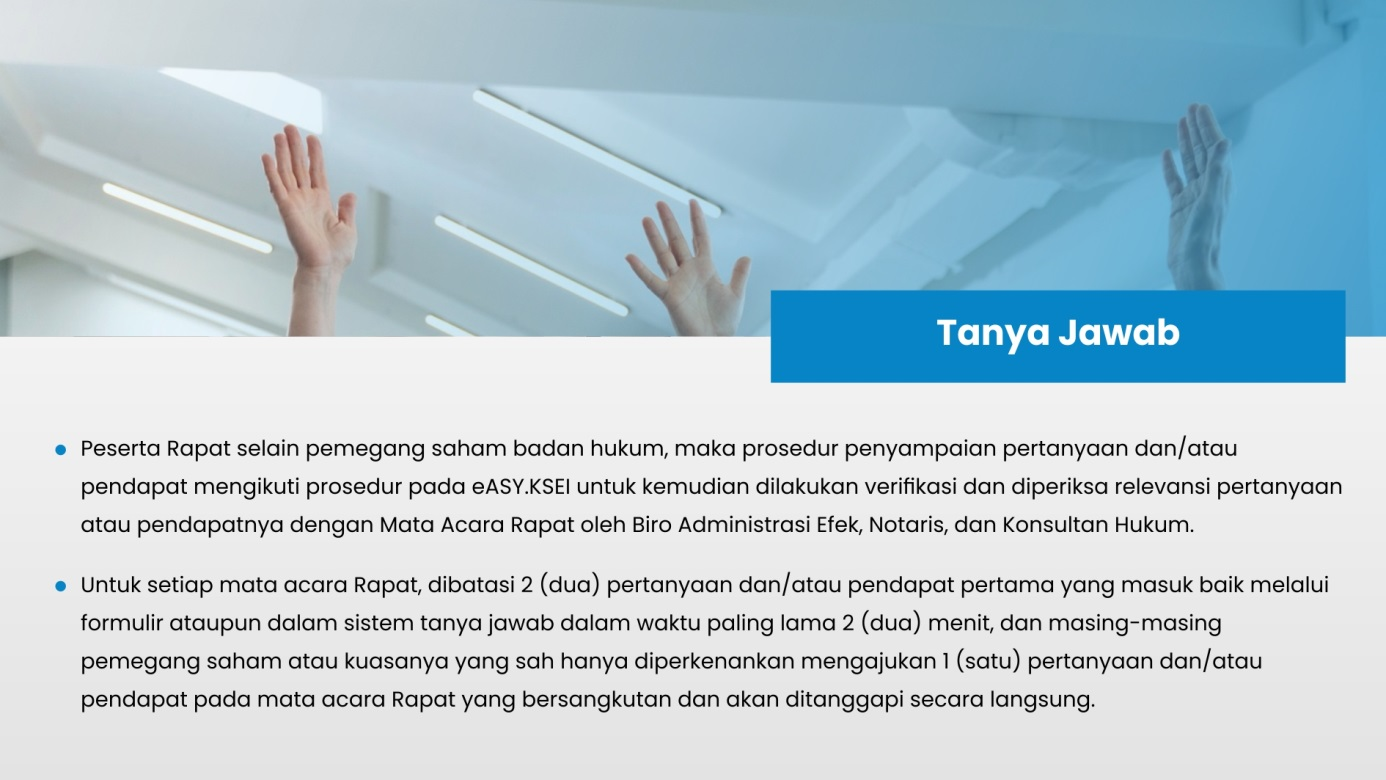 Tanya Jawab
Peserta Rapat selain pemegang saham badan hukum, maka prosedur penyampaian pertanyaan dan/atau
pendapat mengikuti prosedur pada eASY.KSEI untuk kemudian dilakukan verifikasi dan diperiksa relevansi pertanyaan
atau pendapatnya dengan Mata Acara Rapat oleh Biro Administrasi Efek, Notaris, dan Konsultan Hukum.
Untuk setiap mata acara Rapat, dibatasi 2 (dua) pertanyaan dan/atau pendapat pertama yang masuk baik melalui
formulir ataupun dalam sistem tanya jawab dalam waktu paling lama 2 (dua) menit, dan masing-masing
pemegang saham atau kuasanya yang sah hanya diperkenankan mengajukan 1 (satu) pertanyaan dan/atau
pendapat pada mata acara Rapat yang bersangkutan dan akan ditanggapi secara langsung.